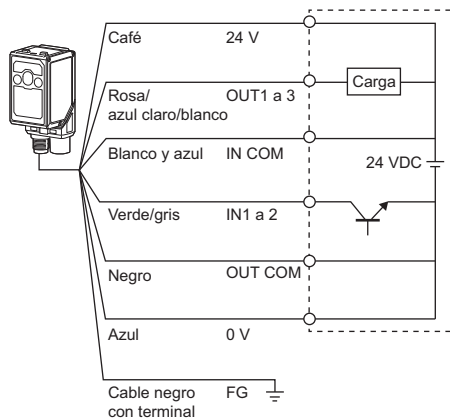 Café 24 V
Rosa/
azul claro/blanco OUT1 a 3
Carga
Blanco y azul IN COM
24 VDC
Verde/gris IN1 a 2
Negro OUT COM
Azul 0 V
Cable negro
con terminal FG